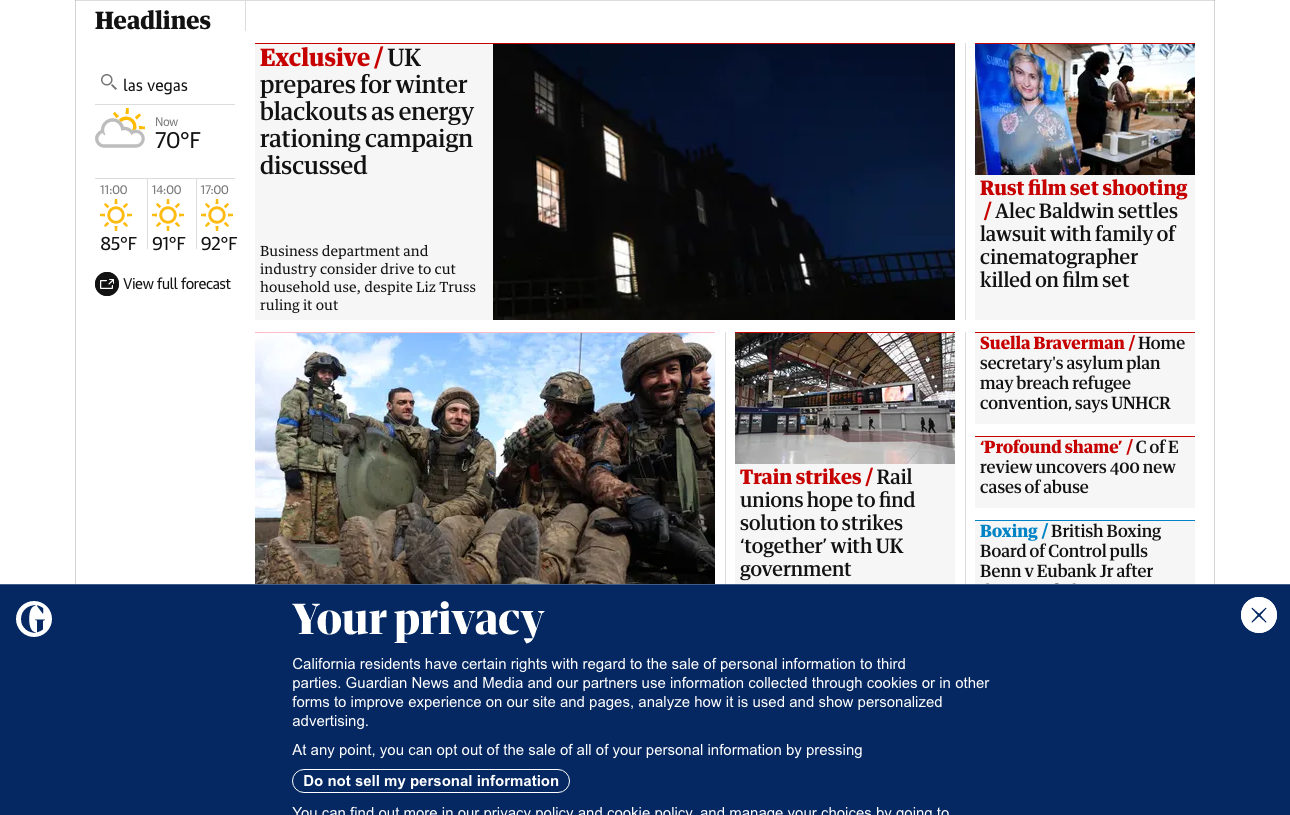 Headlines
las vegas
Now
70°F
11:00
14:00
17:00
85°F
91°F
92°F
View full forecast
Exclusive / UK
prepares for winter
blackouts as energy
rationing campaign
discussed
Business department and
industry consider drive to cut
household use, despite Liz Truss
ruling it out
Rust film set shooting
/ Alec Baldwin settles
lawsuit with family of
cinematographer
killed on film set
Train strikes / Rail
unions hope to find
solution to strikes
‘together’ with UK
government
Suella Braverman / Home
secretary's asylum plan
may breach refugee
convention, says UNHCR
‘Profound shame’ / C of E
review uncovers 400 new
cases of abuse
Boxing / British Boxing
Board of Control pulls
Benn v Eubank Jr after
Your privacy
California residents have certain rights with regard to the sale of personal information to third
parties. Guardian News and Media and our partners use information collected through cookies or in other
forms to improve experience on our site and pages, analyze how it is used and show personalized
advertising.
At any point, you can opt out of the sale of all of your personal information by pressing
Do not sell my personal information
You can find out more in our privacy policy and cookie policy, and manage your choices by going to